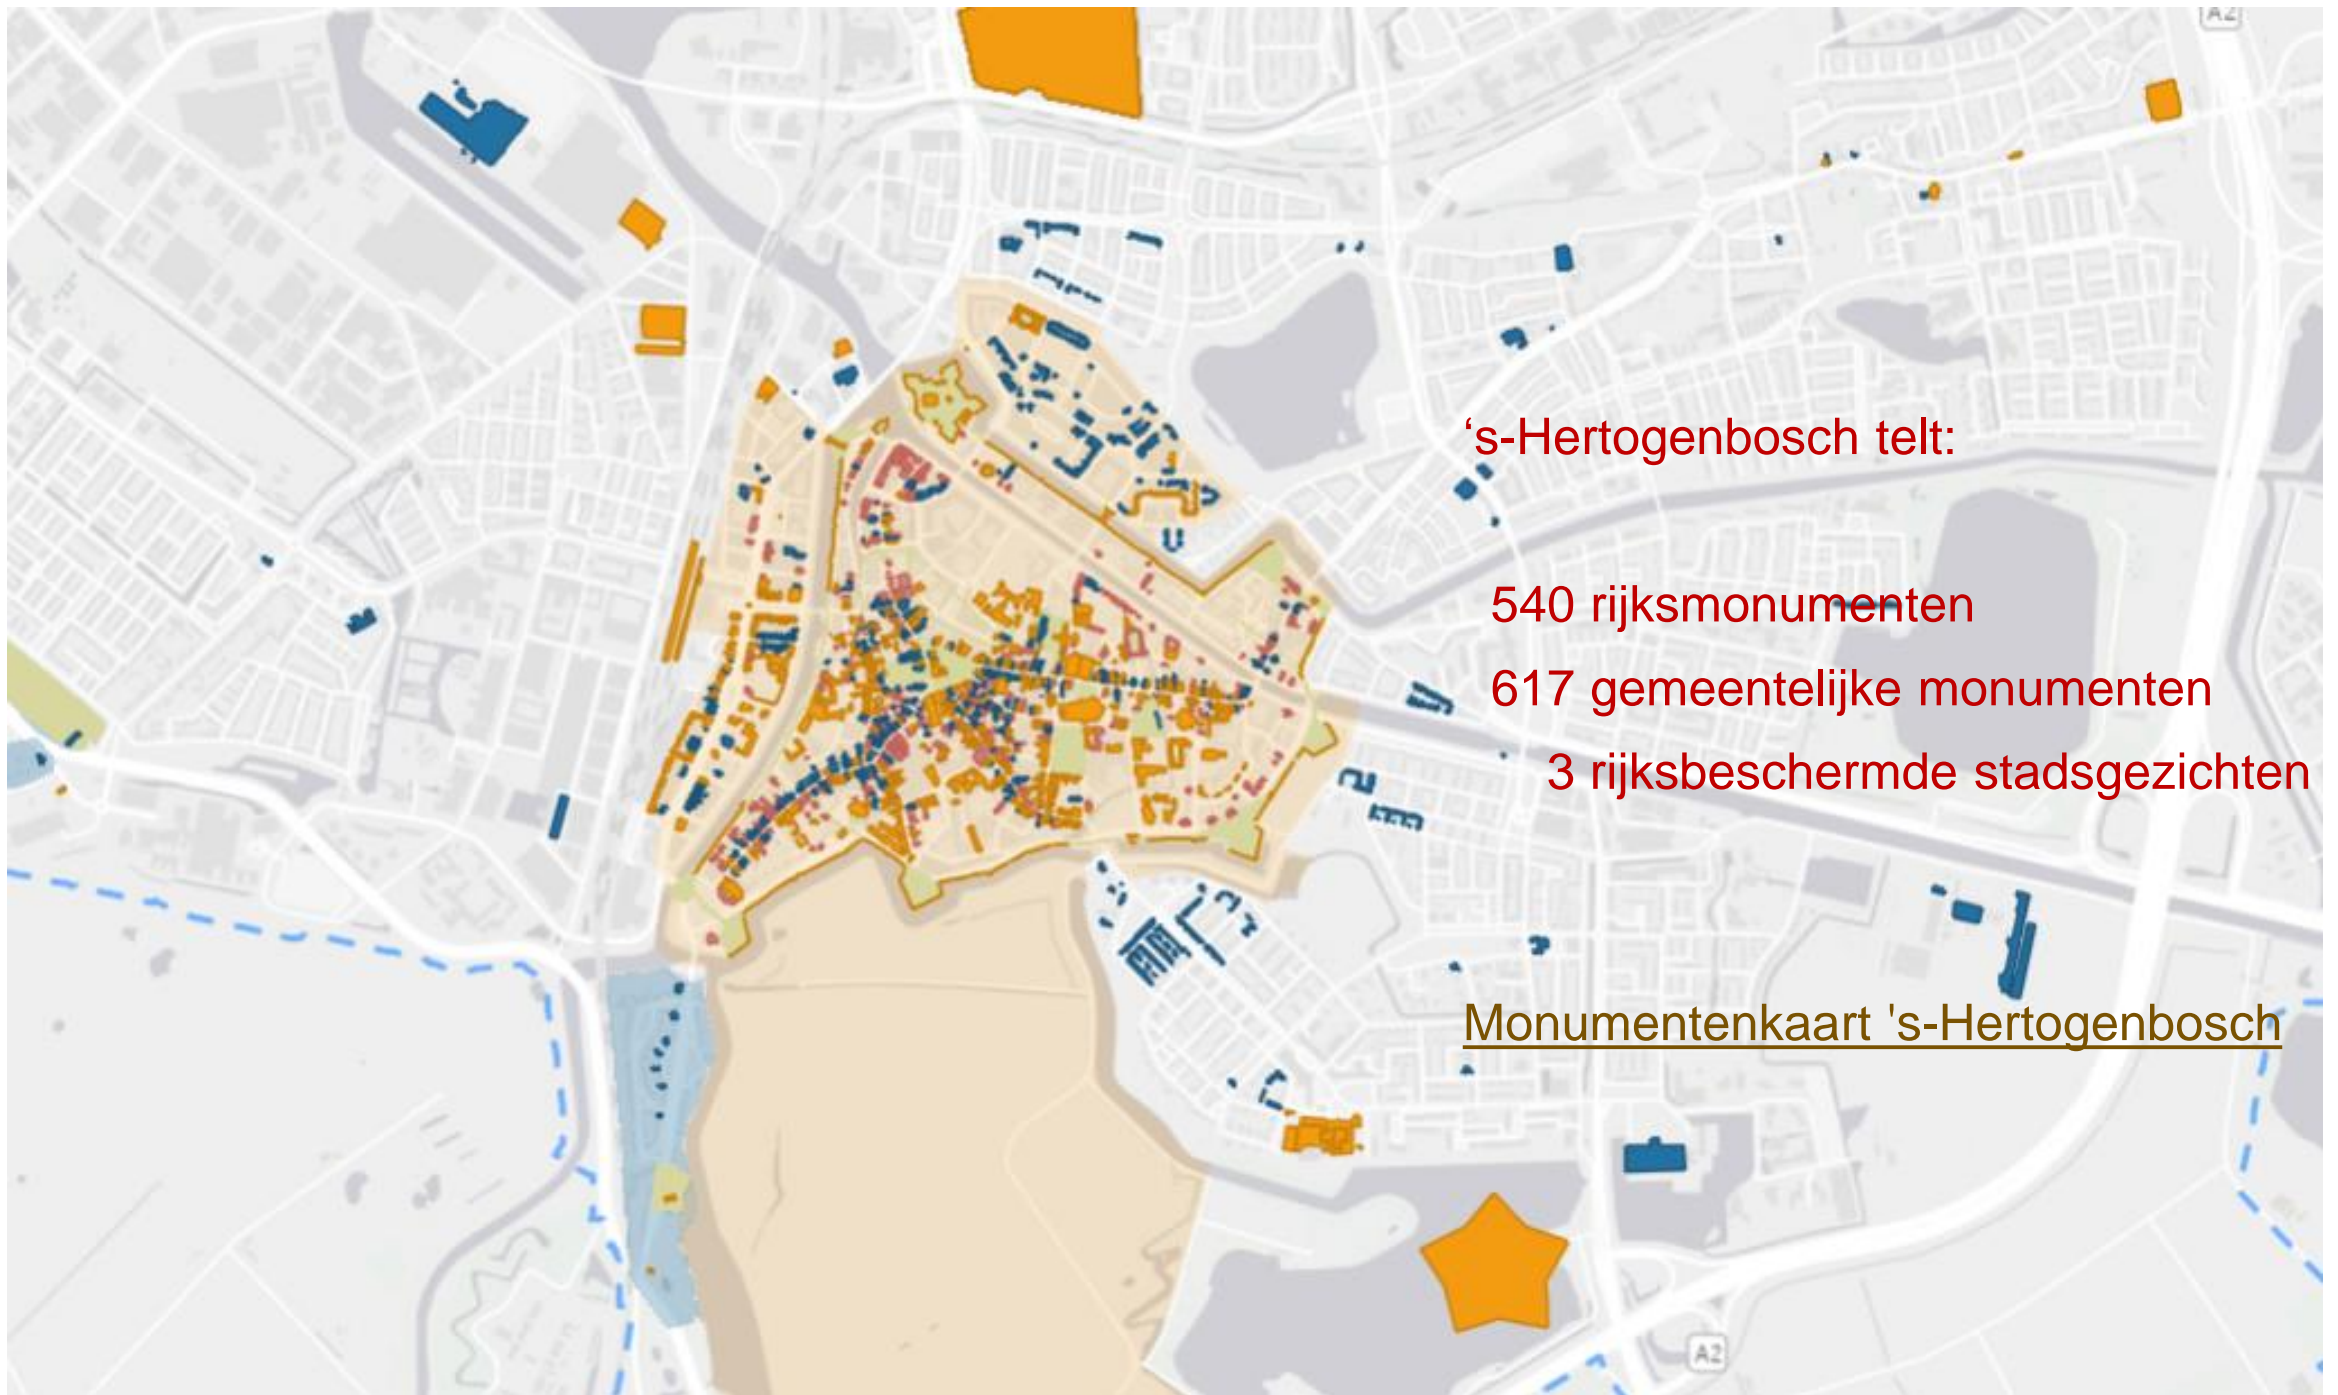 A2
‘s-Hertogenbosch telt:
540 rijksmonumenten
617 gemeentelijke monumenten
3 rijksbeschermde stadsgezichten
Monumentenkaart 's-Hertogenbosch
A2